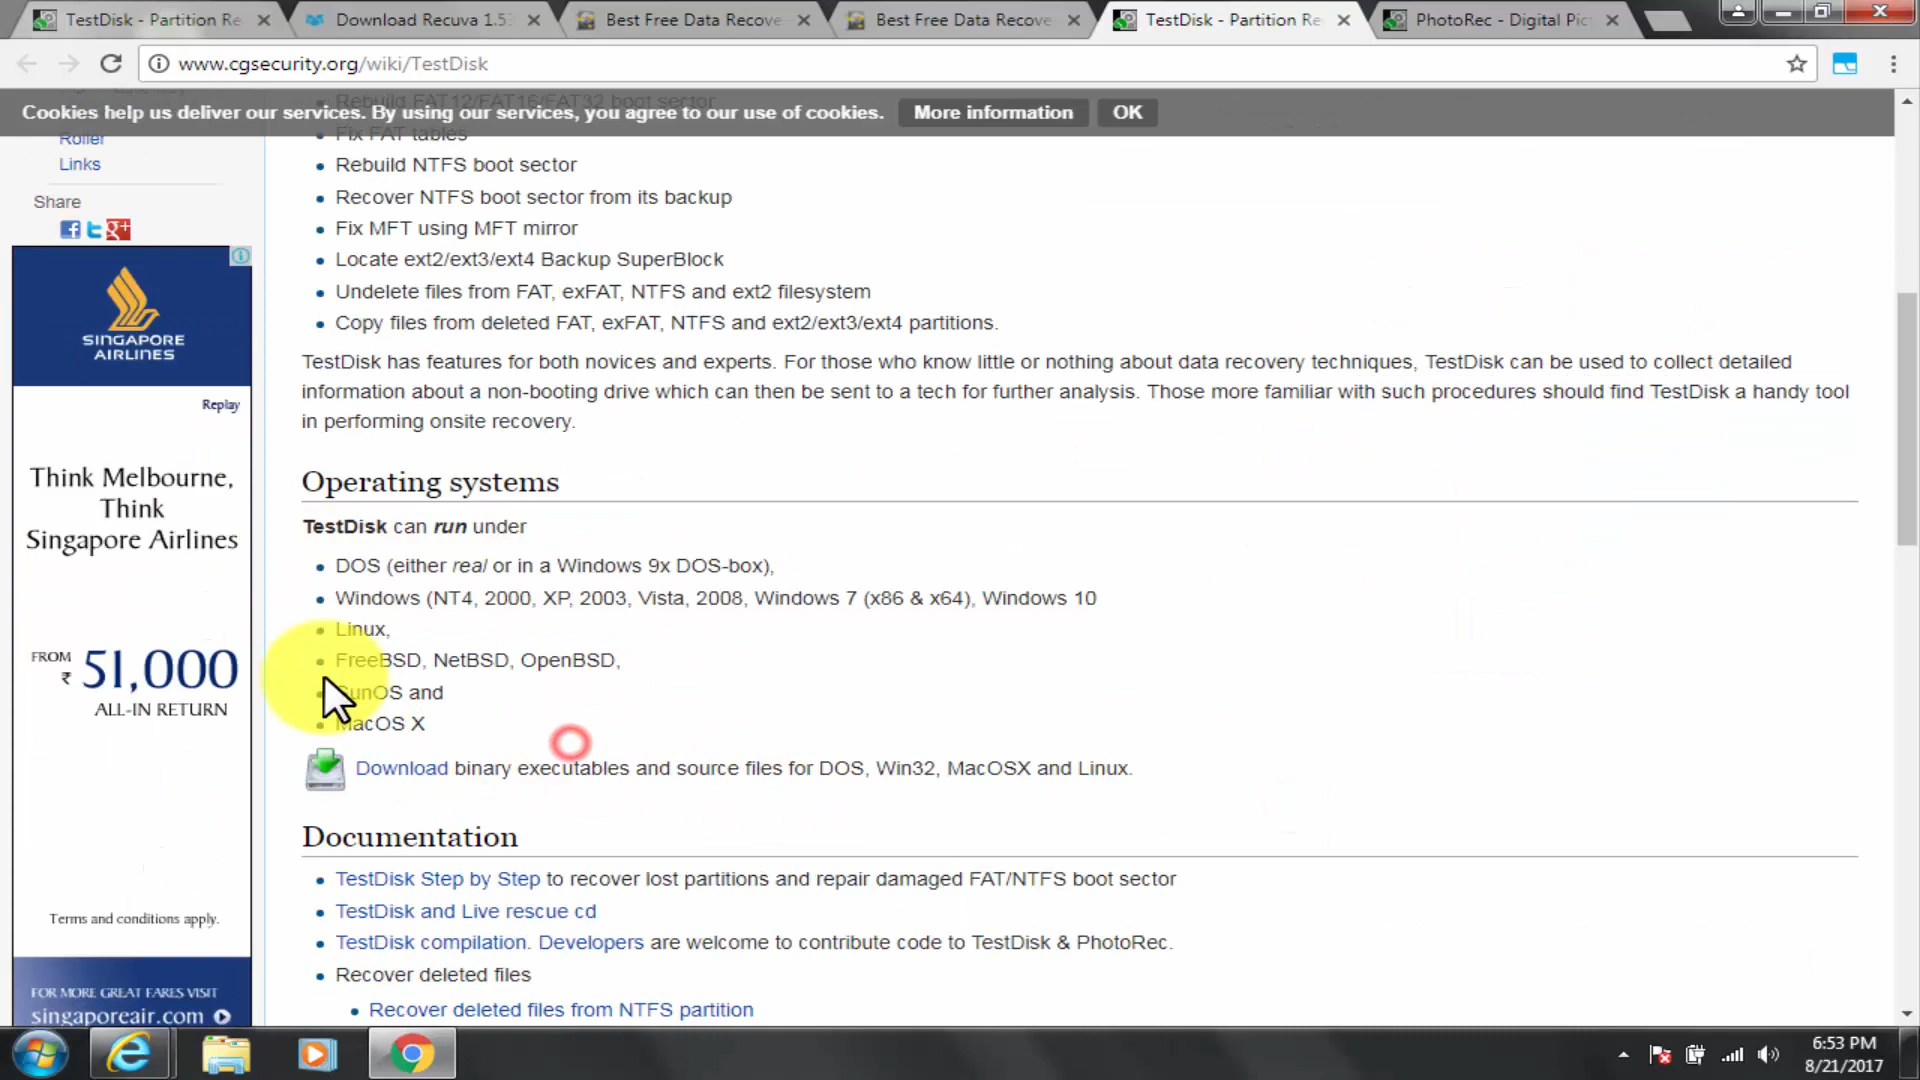 TestDisk - Partition Re
Download Recuva 1.53
Best Free Data Recove
Best Free Data Recove
TestDisk - Partition Re
PhotoRec - Digital Pic
www.cgsecurity.org/wiki/TestDisk
Rebuild FAT12/FAT16/FAT32 boot sector
Cookies help us deliver our services. By using our services, you agree to our use of cookies. More information OK
Fix FAT tables
Roller
Links
Share
Rebuild NTFS boot sector
Recover NTFS boot sector from its backup
Fix MFT using MFT mirror
Locate ext2/ext3/ext4 Backup SuperBlock
Undelete files from FAT, exFAT, NTFS and ext2 filesystem
Copy files from deleted FAT, exFAT, NTFS and ext2/ext3/ext4 partitions.
TestDisk has features for both novices and experts. For those who know little or nothing about data recovery techniques, TestDisk can be used to collect detailed
information about a non-booting drive which can then be sent to a tech for further analysis. Those more familiar with such procedures should find TestDisk a handy tool
in performing onsite recovery.
Operating systems
TestDisk can run under
DOS (either real or in a Windows 9x DOS-box),
Windows (NT4, 2000, XP, 2003, Vista, 2008, Windows 7 (x86 & x64), Windows 10
Linux,
FreeBSD, NetBSD, OpenBSD,
SunOS and
MacOS X
Download binary executables and source files for DOS, Win32, MacOSX and Linux.
Documentation
TestDisk Step by Step to recover lost partitions and repair damaged FAT/NTFS boot sector
TestDisk and Live rescue cd
TestDisk compilation. Developers are welcome to contribute code to TestDisk & PhotoRec.
Recover deleted files
Recover deleted files from NTFS partition
SINGAPORE
AIRLINES
Replay
Think Melbourne,
Think
Singapore Airlines
FROM
₹ 51,000
ALL-IN RETURN
Terms and conditions apply.
FOR MORE GREAT FARES VISIT
singaporeair.com
6:53 PM
8/21/2017